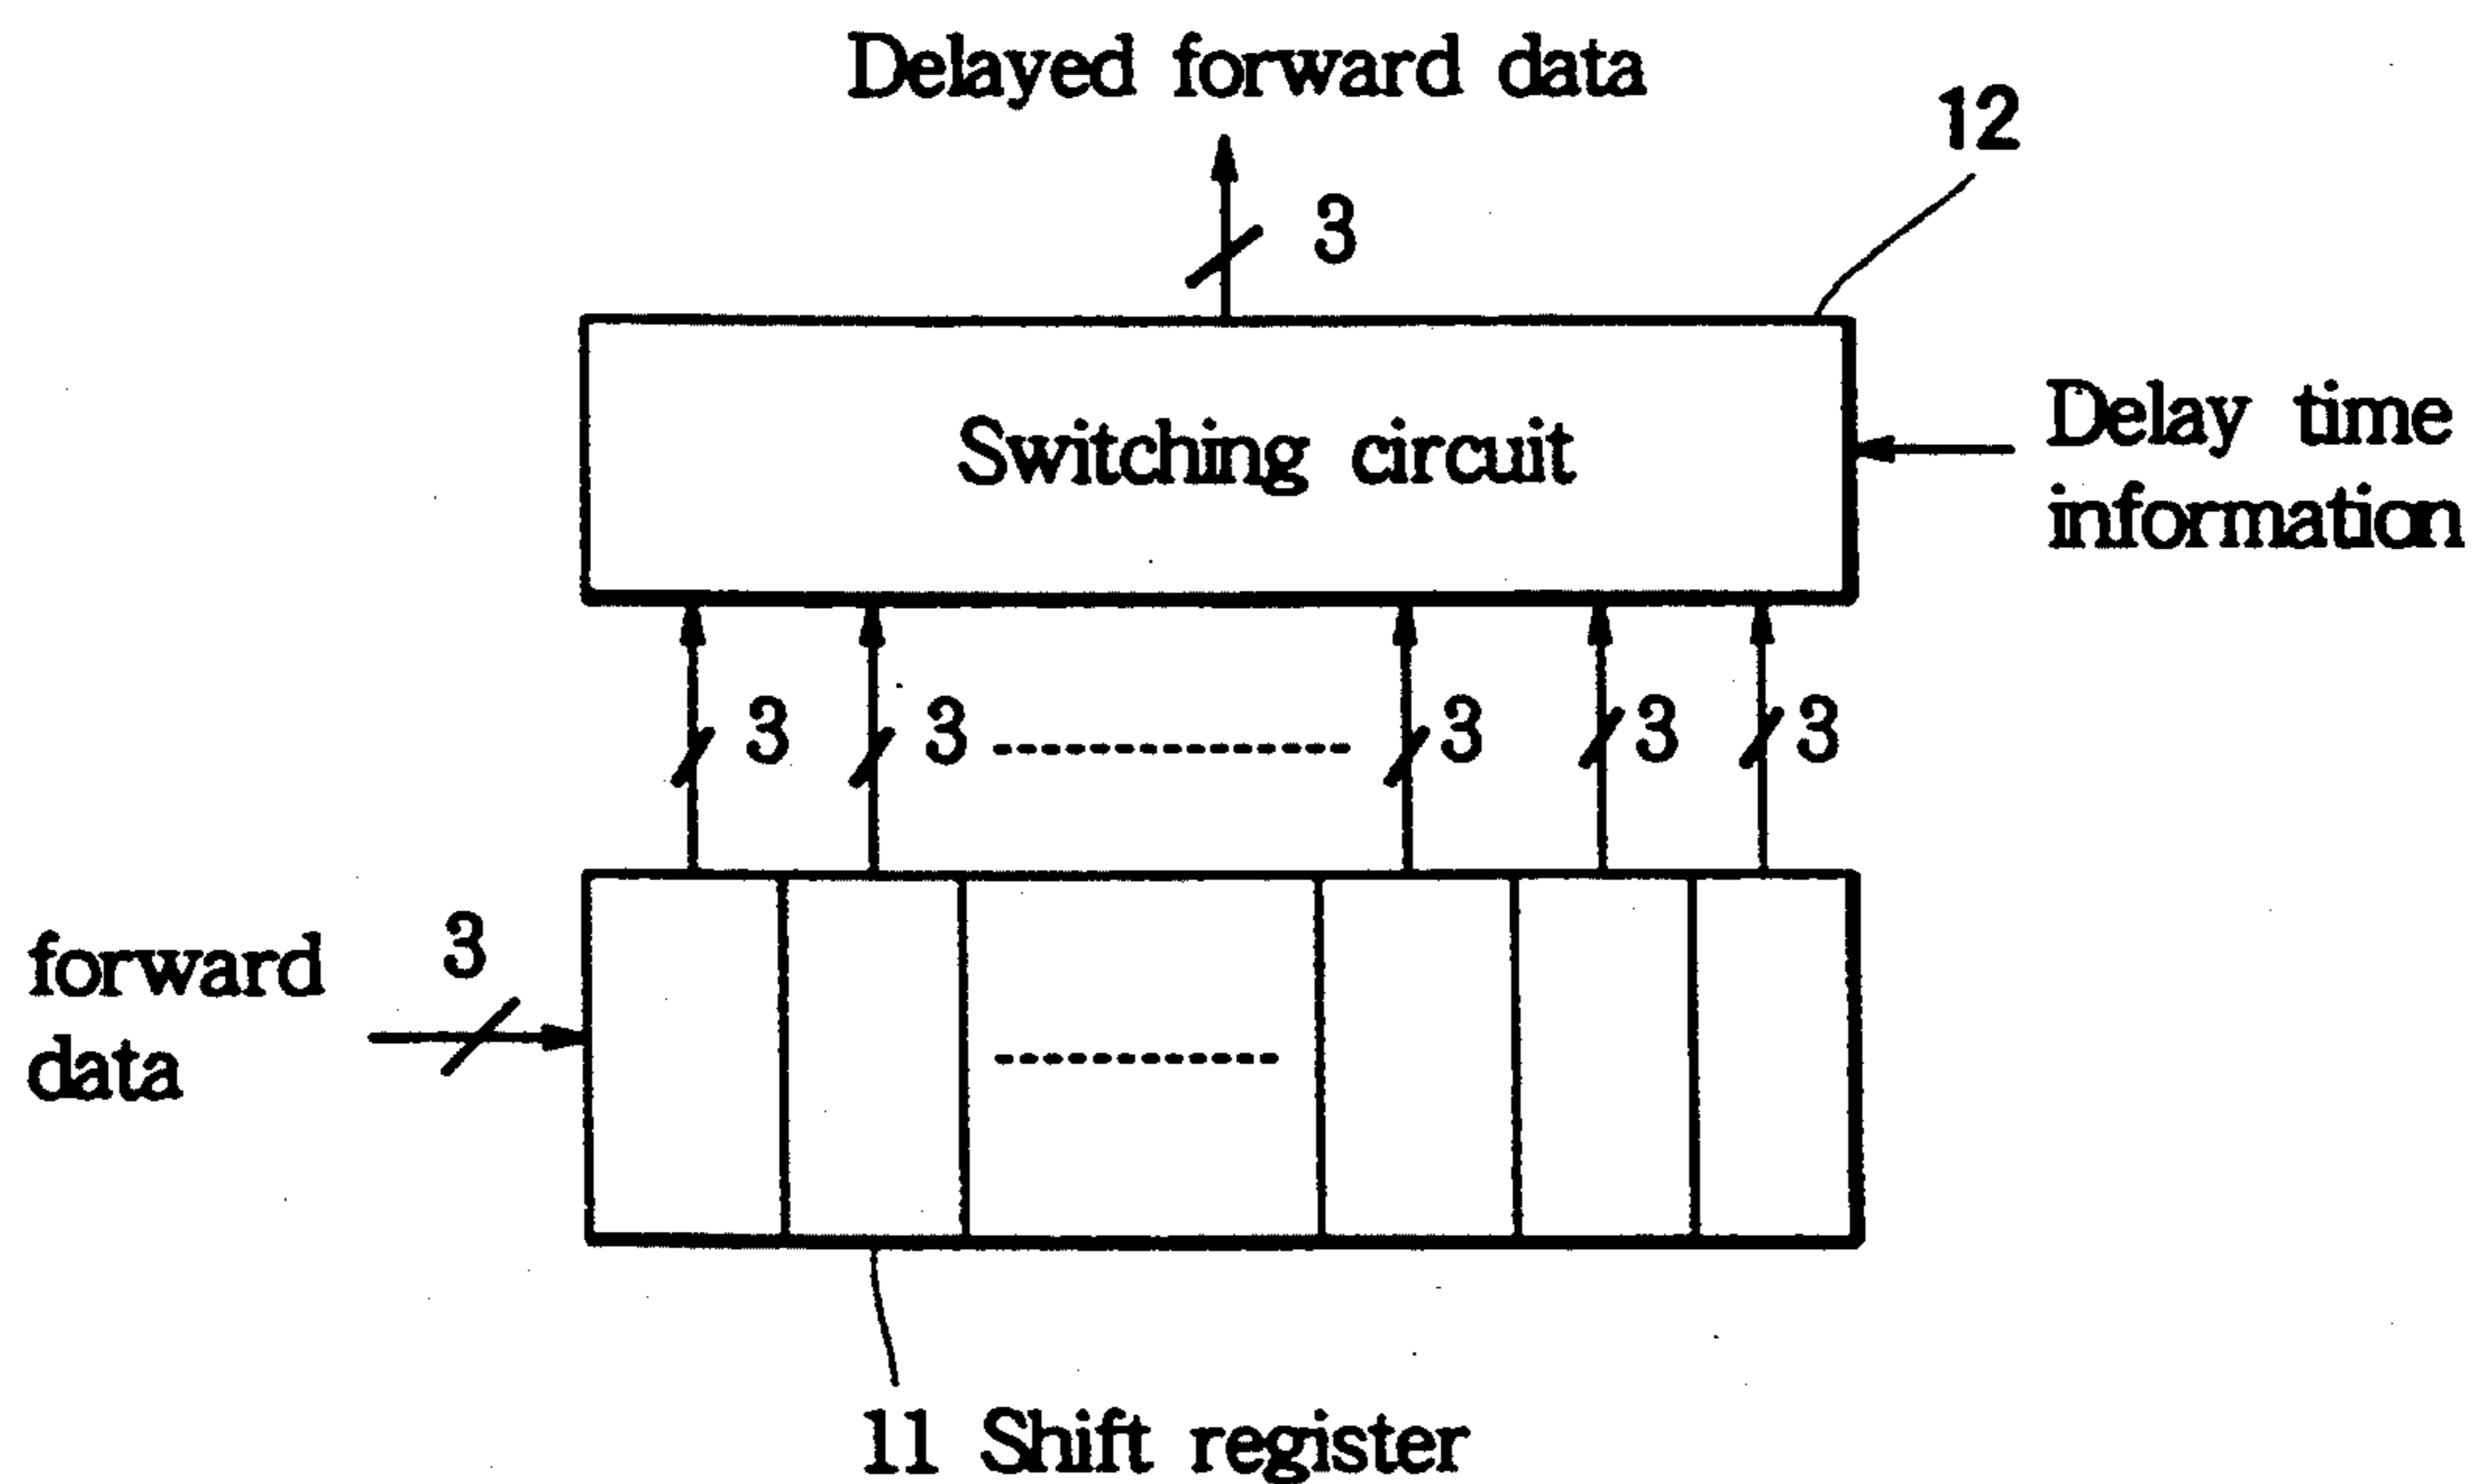 Delayed forward data
12
3
Switching circuit
Delay time
information
3 3 3 3 3
forward
data
3
11 Shift register